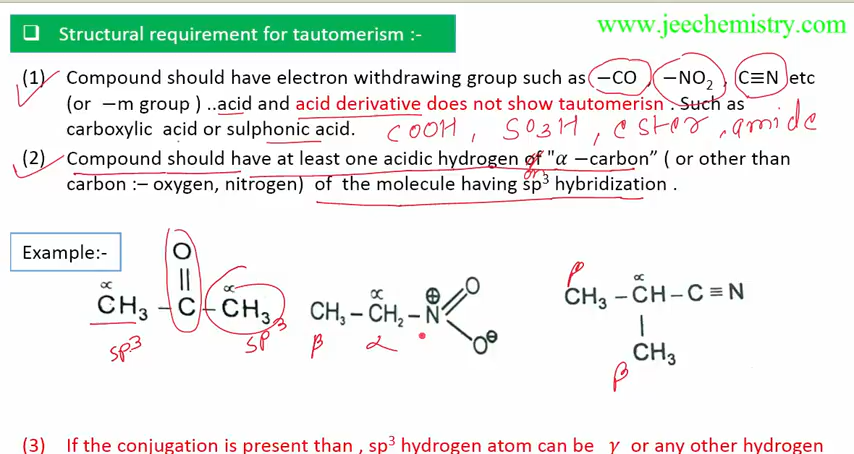 www.jeechemistry.com
❑ Structural requirement for tautomerism :-
(1) Compound should have electron withdrawing group such as −CO , −NO₂ , C≡N etc
(or −m group ) ..acid and acid derivative does not show tautomerisn . Such as
carboxylic acid or sulphonic acid. COOH , SO3H , ester , amide
(2) Compound should have at least one acidic hydrogen of "α −carbon" ( or other than
or
carbon :− oxygen, nitrogen) of the molecule having sp³ hybridization .
Example:-
O
||
∝ ∝ ∝ ∝
CH₃ − C − CH₃
sp³ sp³
CH₃ − CH₂ − N ⊕ O
O⊖
β α
β
CH₃ − CH − C ≡ N
|
CH₃
β
(3) If the conjugation is present than , sp³ hydrogen atom can be γ or any other hydrogen